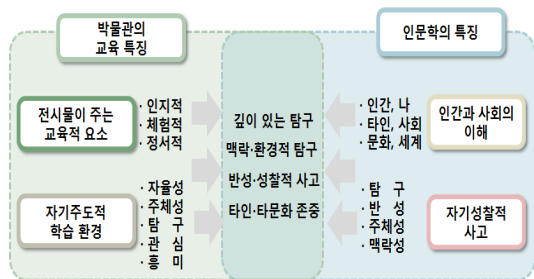 박물관의
교육 특징
전시물이 주는
교육적 요소
· 인지적
· 체험적
· 정서적
자기주도적
학습 환경
· 자율성
· 주체성
· 탐 구
· 관 심
· 흥 미
깊이 있는 탐구
맥락·환경적 탐구
반성·성찰적 사고
타인·타문화 존중
인문학의 특징
· 인간, 나
· 타인, 사회
· 문화, 세계
인간과 사회의
이해
· 탐 구
· 반 성
· 주체성
· 맥락성
자기성찰적
사고